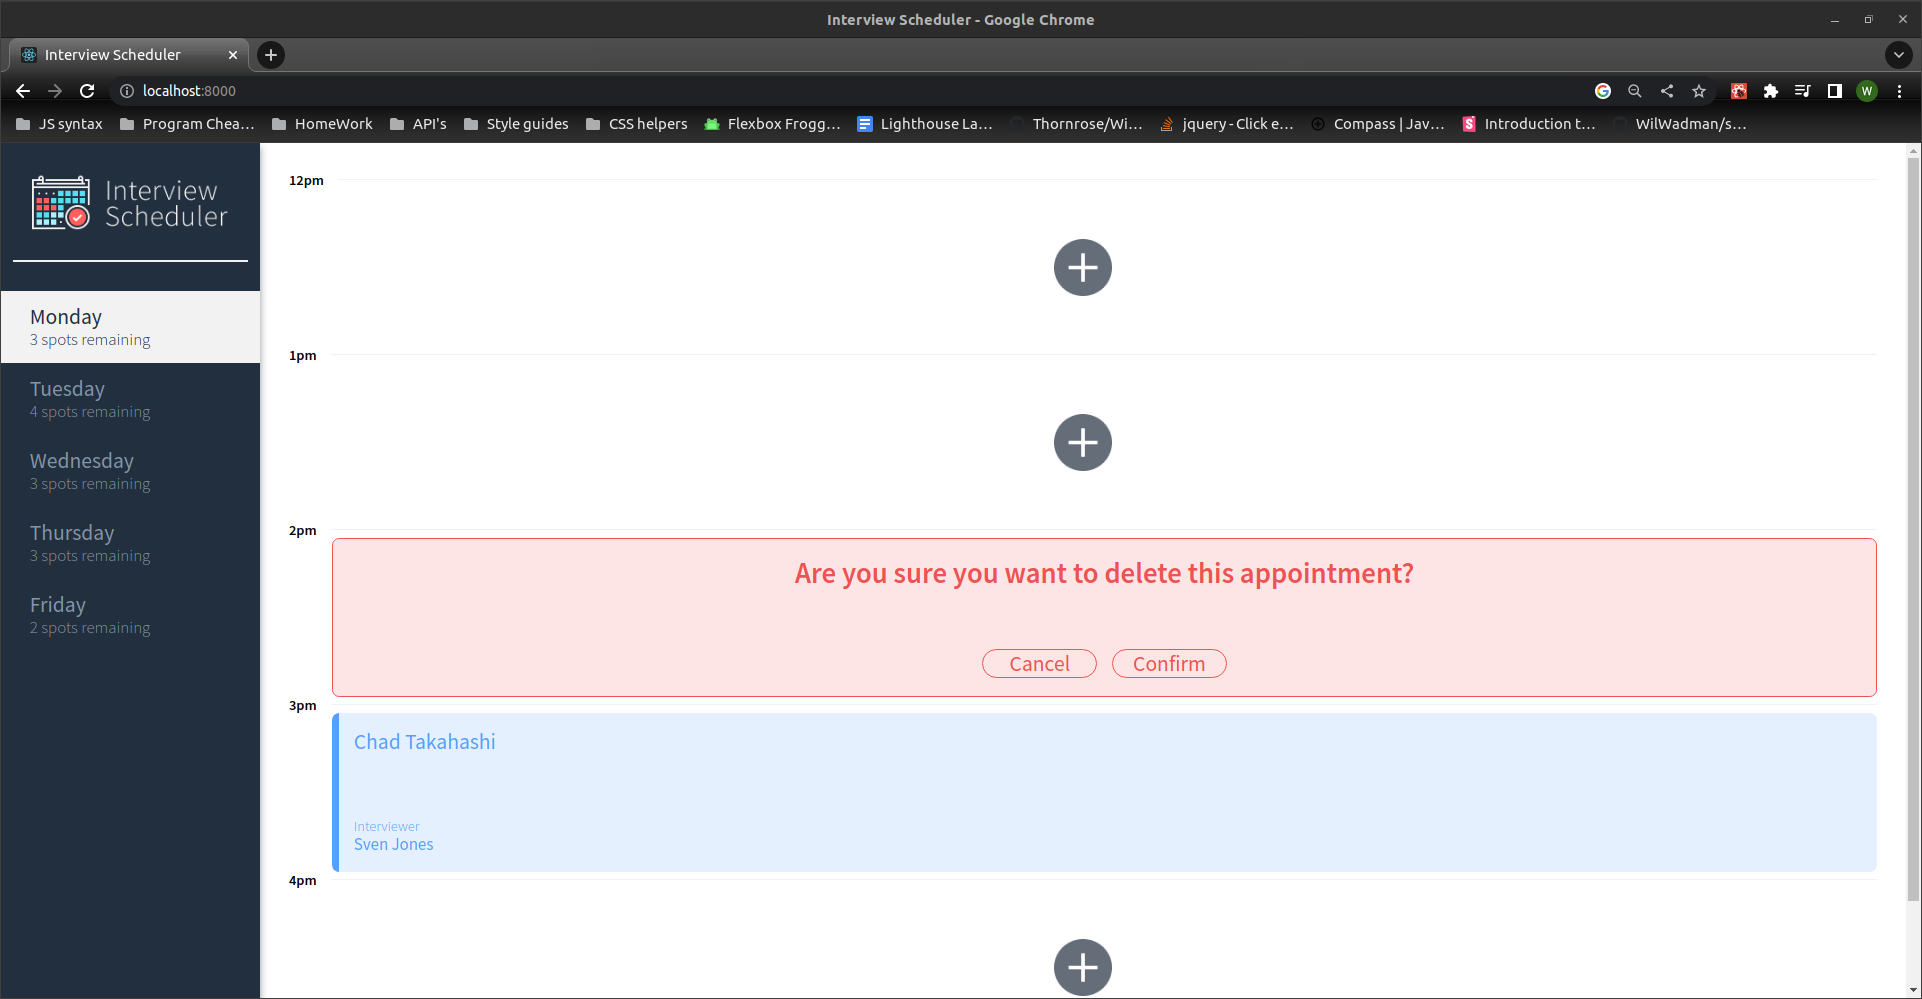 Interview Scheduler - Google Chrome
Interview Scheduler
localhost:8000
W
JS syntax
Program Chea...
HomeWork
API's
Style guides
CSS helpers
Flexbox Frogg...
Lighthouse La...
Thornrose/Wi...
jquery - Click e...
Compass | Jav...
Introduction t...
WilWadman/s...
Interview
Scheduler
Monday
3 spots remaining
Tuesday
4 spots remaining
Wednesday
3 spots remaining
Thursday
3 spots remaining
Friday
2 spots remaining
12pm
1pm
2pm
Are you sure you want to delete this appointment?
Cancel Confirm
3pm
Chad Takahashi
Interviewer
Sven Jones
4pm